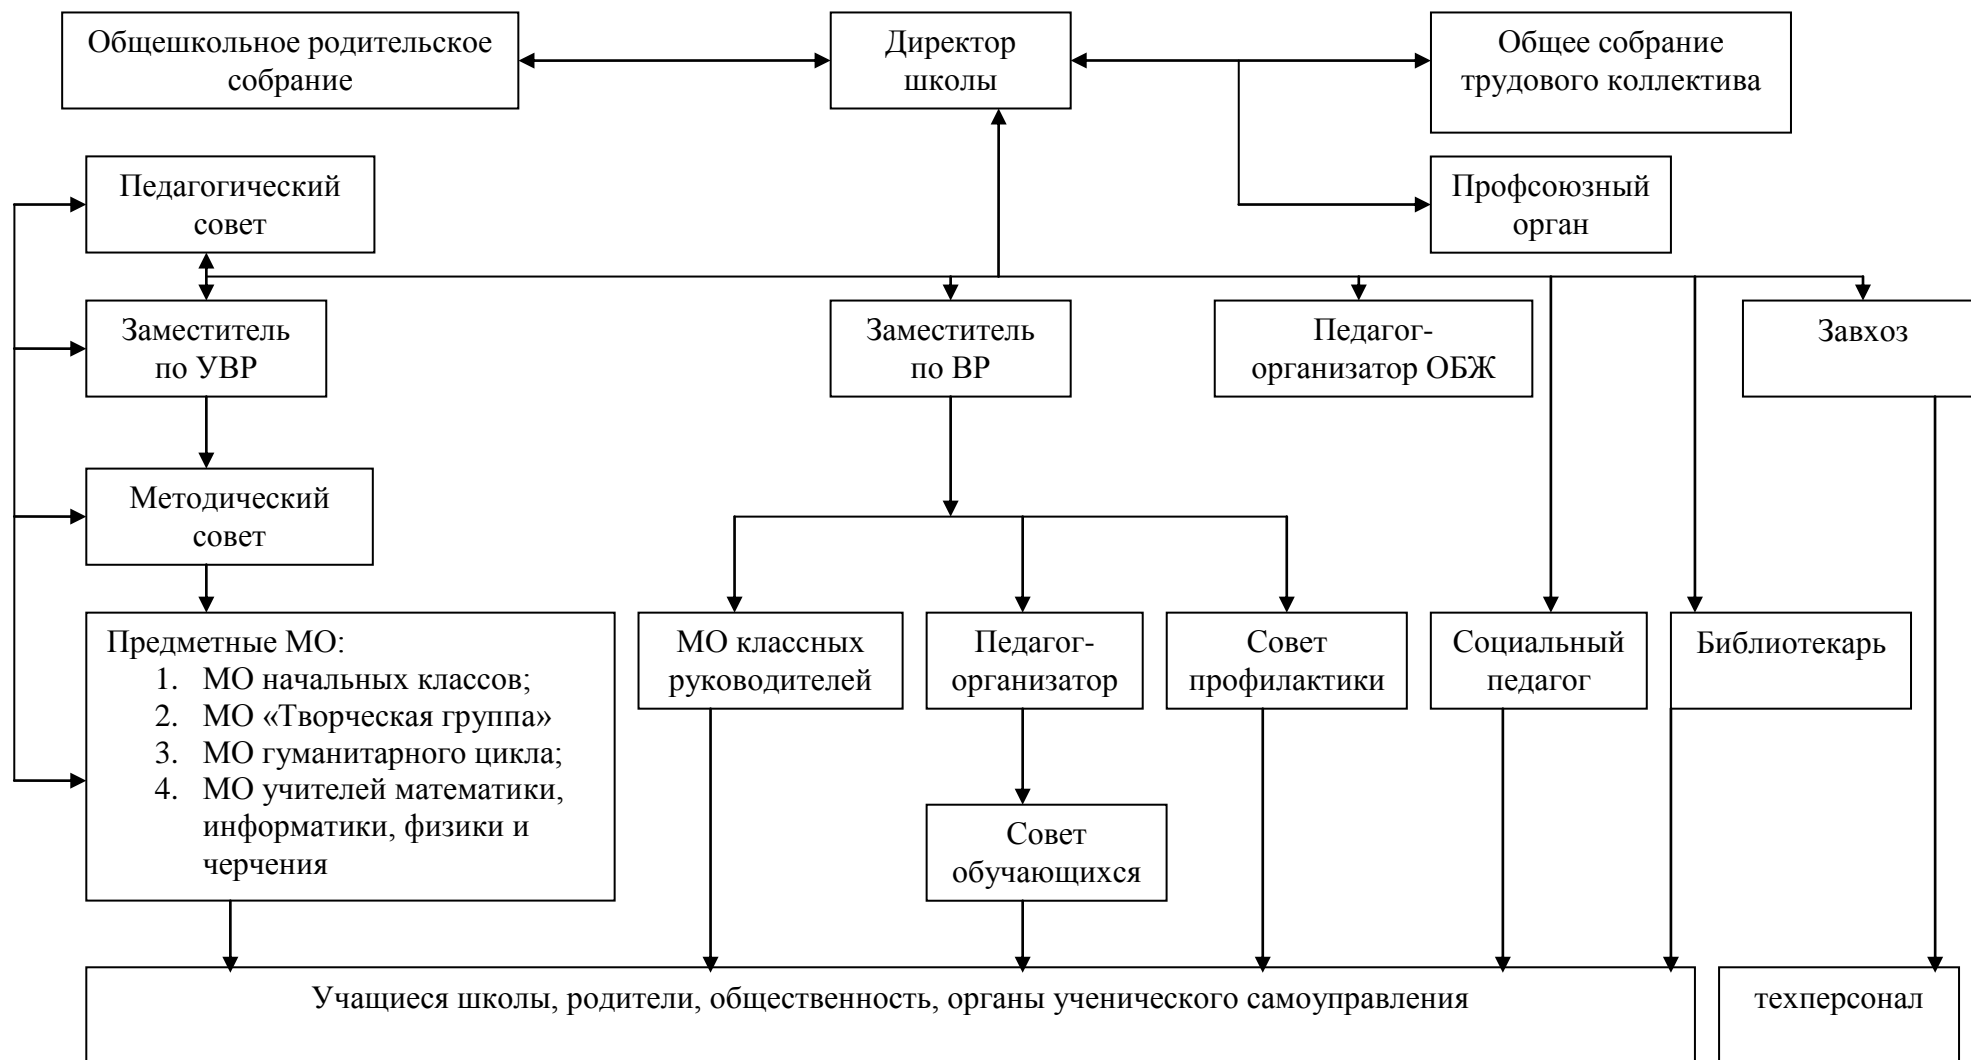 Общешкольное родительское
собрание
Директор
школы
Общее собрание
трудового коллектива
Педагогический
совет
Профсоюзный
орган
Заместитель
по УВР
Заместитель
по ВР
Педагог-
организатор ОБЖ
Завхоз
Методический
совет
Предметные МО:
1. МО начальных классов;
2. МО «Творческая группа»
3. МО гуманитарного цикла;
4. МО учителей математики,
информатики, физики и
черчения
МО классных
руководителей
Педагог-
организатор
Совет
профилактики
Социальный
педагог
Библиотекарь
Совет
обучающихся
Учащиеся школы, родители, общественность, органы ученического самоуправления
техперсонал